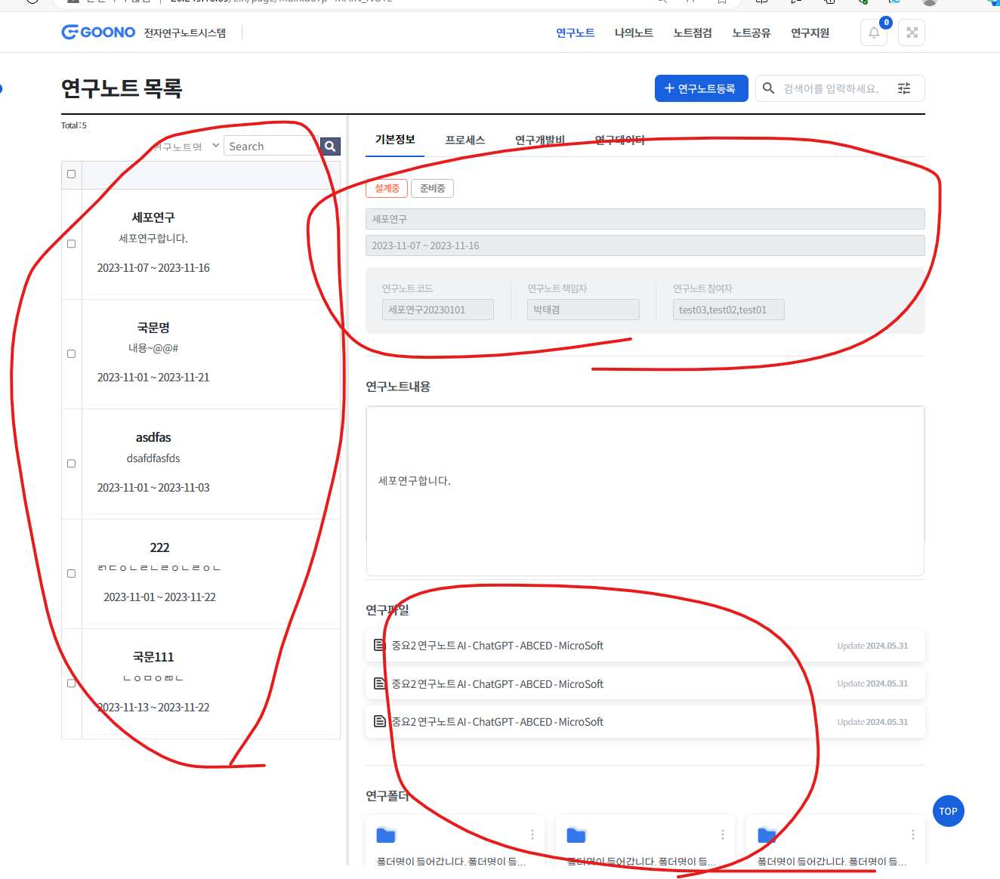 GOONO 전자연구노트시스템
연구노트 나의노트 노트점검 노트공유 연구지원 0
연구노트 목록
+ 연구노트등록
검색어를 입력하세요.
Total : 5
연구노트명 Search
세포연구
세포연구합니다.
2023-11-07 ~ 2023-11-16
국문명
내용~@@#
2023-11-01 ~ 2023-11-21
asdfas
dsafdfasfds
2023-11-01 ~ 2023-11-03
222
2023-11-01 ~ 2023-11-22
국문111
2023-11-13 ~ 2023-11-22
기본정보 프로세스 연구개발비 연구데이터
설계중 준비중
세포연구
2023-11-07 ~ 2023-11-16
연구노트 코드 연구노트 책임자 연구노트 참여자
세포연구20230101 박태겸 test03,test02,test01
연구노트내용
세포연구합니다.
연구파일
중요2 연구노트 AI - ChatGPT - ABCED - MicroSoft Update 2024.05.31
중요2 연구노트 AI - ChatGPT - ABCED - MicroSoft Update 2024.05.31
중요2 연구노트 AI - ChatGPT - ABCED - MicroSoft Update 2024.05.31
연구폴더
폴더명이 들어갑니다. 폴더명이 들... 폴더명이 들어갑니다. 폴더명이 들... 폴더명이 들어갑니다. 폴더명이 들...
TOP